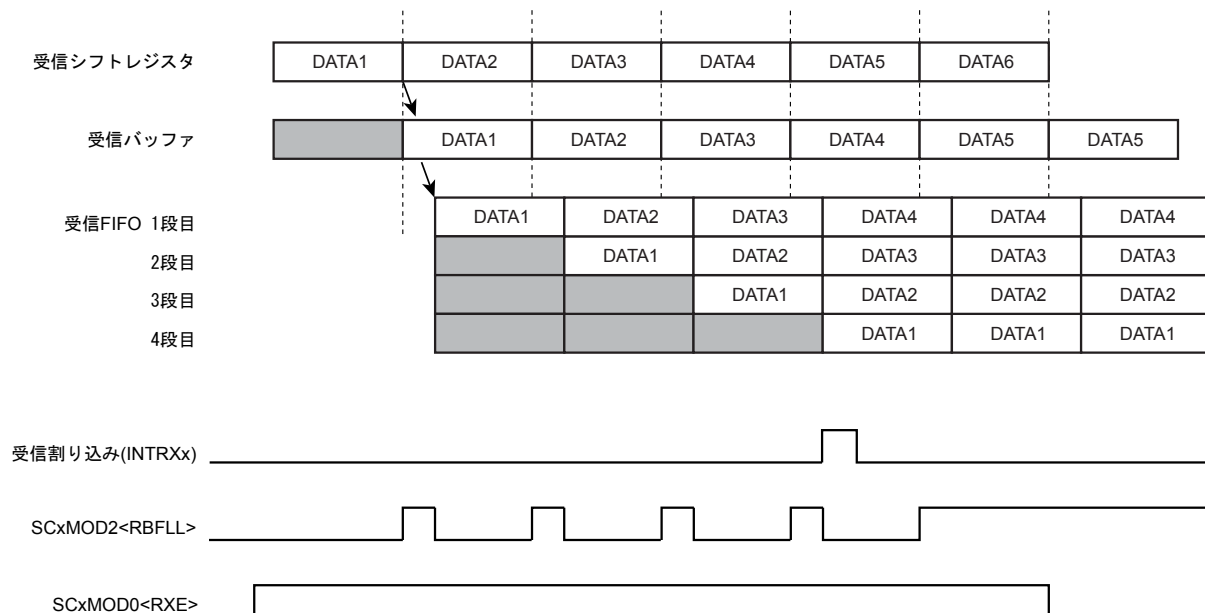 受信シフトレジスタ DATA1 DATA2 DATA3 DATA4 DATA5 DATA6
受信バッファ DATA1 DATA2 DATA3 DATA4 DATA5 DATA5
受信FIFO 1段目 DATA1 DATA2 DATA3 DATA4 DATA4 DATA4
2段目 DATA1 DATA2 DATA3 DATA3 DATA3
3段目 DATA1 DATA2 DATA2 DATA2
4段目 DATA1 DATA1 DATA1
受信割り込み(INTRXx)
SCxMOD2<RBFLL>
SCxMOD0<RXE>